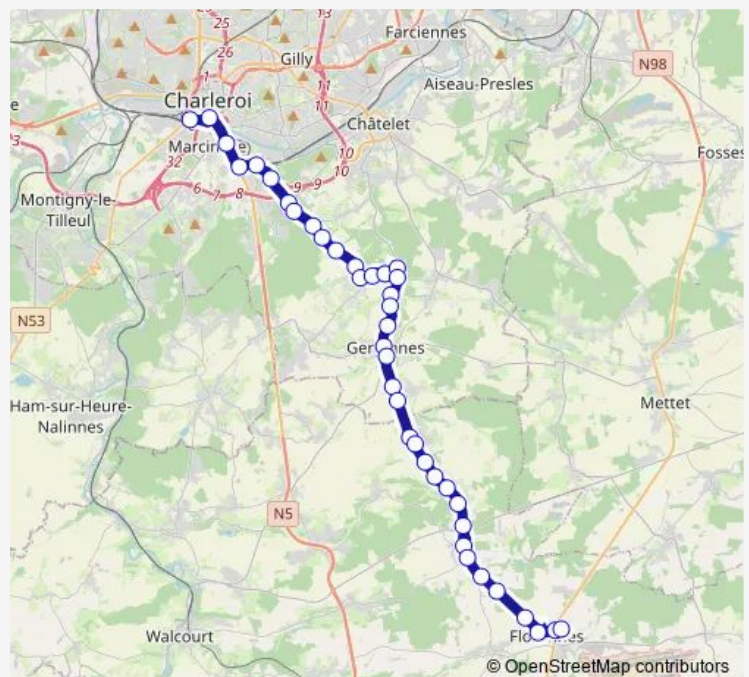 25
13
Farciennes
26
Gilly
N98
1
11
Aiseau-Presles
Charleroi
11
Châtelet
e
3
10
Fosses
32
10
9
9
6
7
8
Montigny-le-
Tilleul
N53
Mettet
Ham-sur-Heure-
Nalinnes
N5
Walcourt
© OpenStreetMap contributors